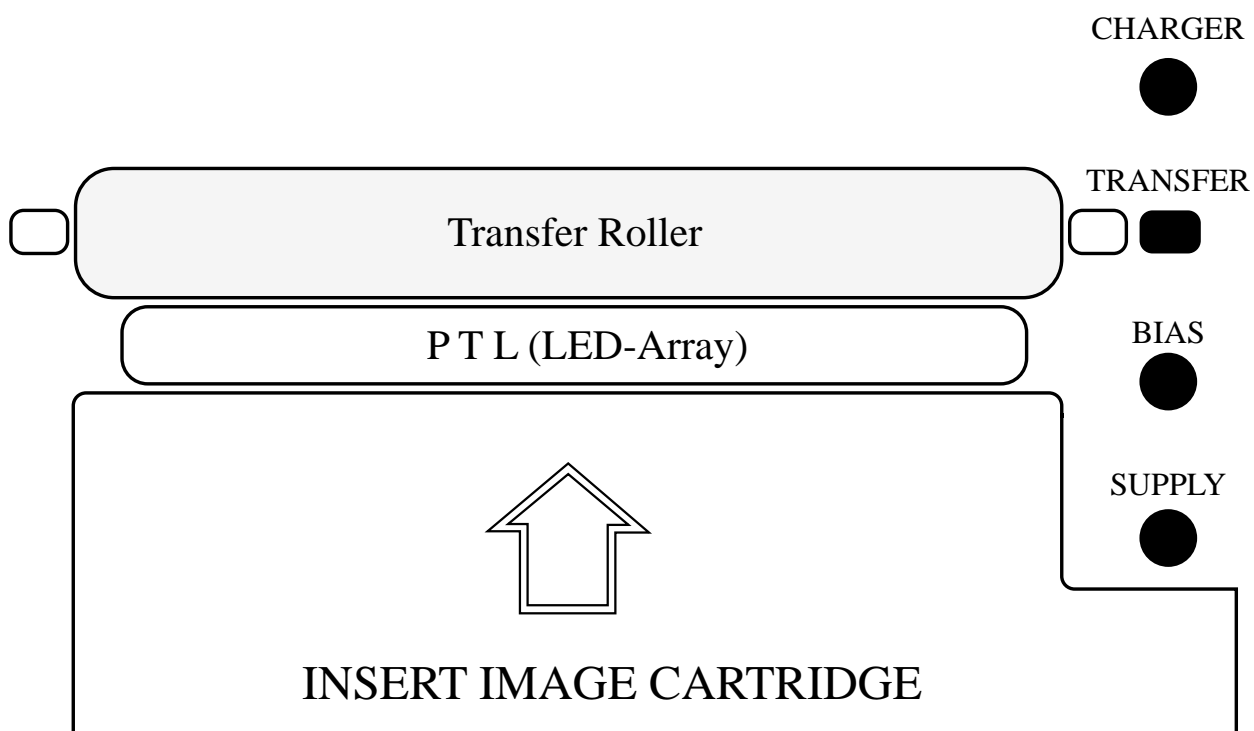 CHARGER
TRANSFER
Transfer Roller
BIAS
P T L (LED-Array)
SUPPLY
INSERT IMAGE CARTRIDGE